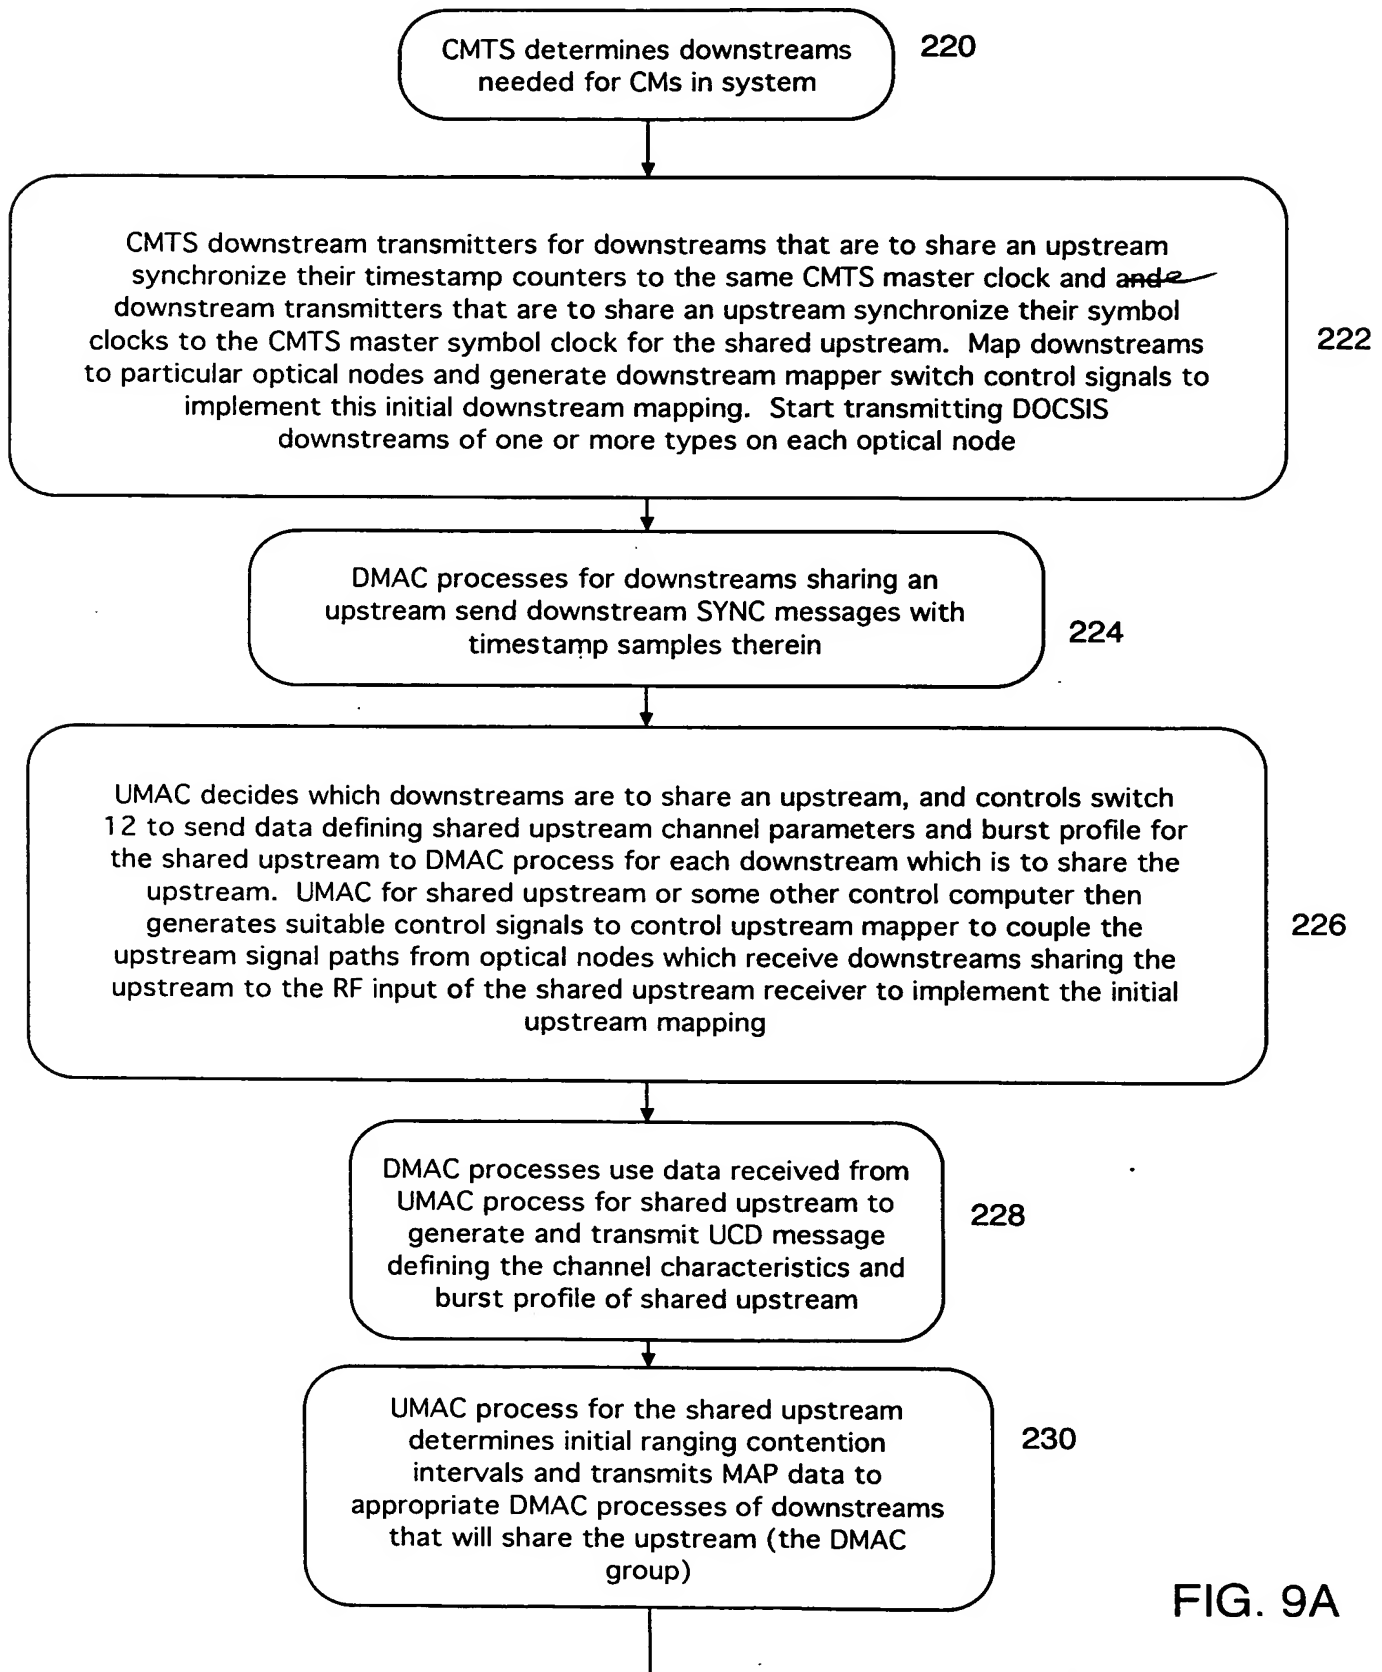 CMTS determines downstreams
needed for CMs in system
220
CMTS downstream transmitters for downstreams that are to share an upstream
synchronize their timestamp counters to the same CMTS master clock and and
downstream transmitters that are to share an upstream synchronize their symbol
clocks to the CMTS master symbol clock for the shared upstream. Map downstreams
to particular optical nodes and generate downstream mapper switch control signals to
implement this initial downstream mapping. Start transmitting DOCSIS
downstreams of one or more types on each optical node
222
DMAC processes for downstreams sharing an
upstream send downstream SYNC messages with
timestamp samples therein
224
UMAC decides which downstreams are to share an upstream, and controls switch
12 to send data defining shared upstream channel parameters and burst profile for
the shared upstream to DMAC process for each downstream which is to share the
upstream. UMAC for shared upstream or some other control computer then
generates suitable control signals to control upstream mapper to couple the
upstream signal paths from optical nodes which receive downstreams sharing the
upstream to the RF input of the shared upstream receiver to implement the initial
upstream mapping
226
DMAC processes use data received from
UMAC process for shared upstream to
generate and transmit UCD message
defining the channel characteristics and
burst profile of shared upstream
228
UMAC process for the shared upstream
determines initial ranging contention
intervals and transmits MAP data to
appropriate DMAC processes of downstreams
that will share the upstream (the DMAC
group)
230
FIG. 9A